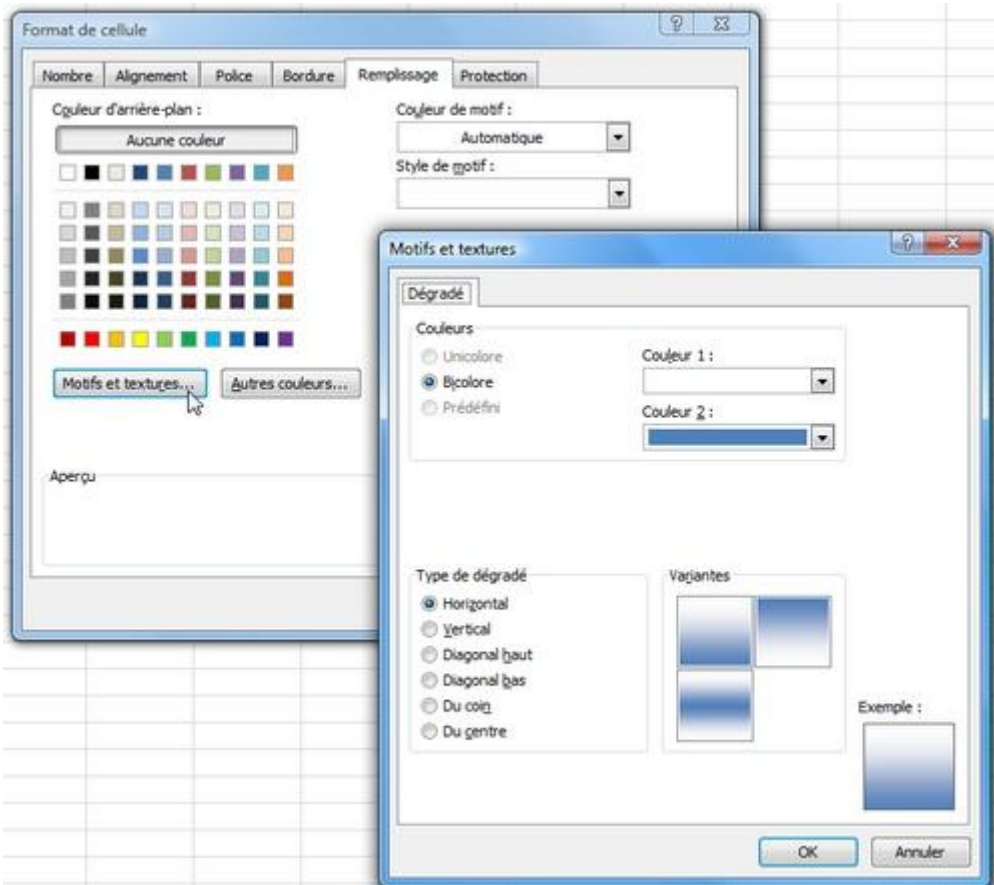 Format de cellule
Nombre Alignement Police Bordure Remplissage Protection
Couleur d'arrière-plan :
Aucune couleur
Couleur de motif :
Automatique
Style de motif :
Motifs et textures...
Autres couleurs...
Aperçu
Motifs et textures
Dégradé
Couleurs
Unicolore
Bicolore
Prédéfini
Couleur 1 :
Couleur 2 :
Type de dégradé
Horizontal
Vertical
Diagonal haut
Diagonal bas
Du coin
Du centre
Variantes
Exemple :
OK
Annuler